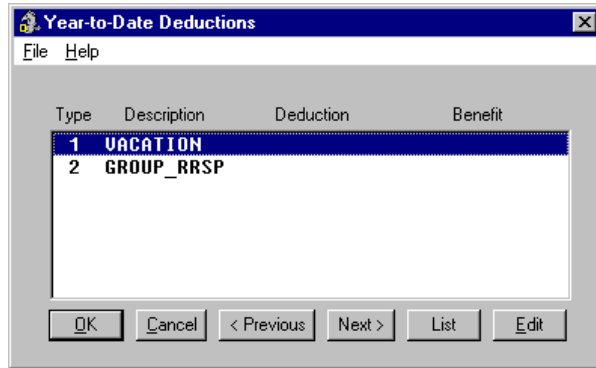 Year-to-Date Deductions
File Help
Type Description Deduction Benefit
1 VACATION
2 GROUP_RRSP
OK Cancel < Previous Next > List Edit